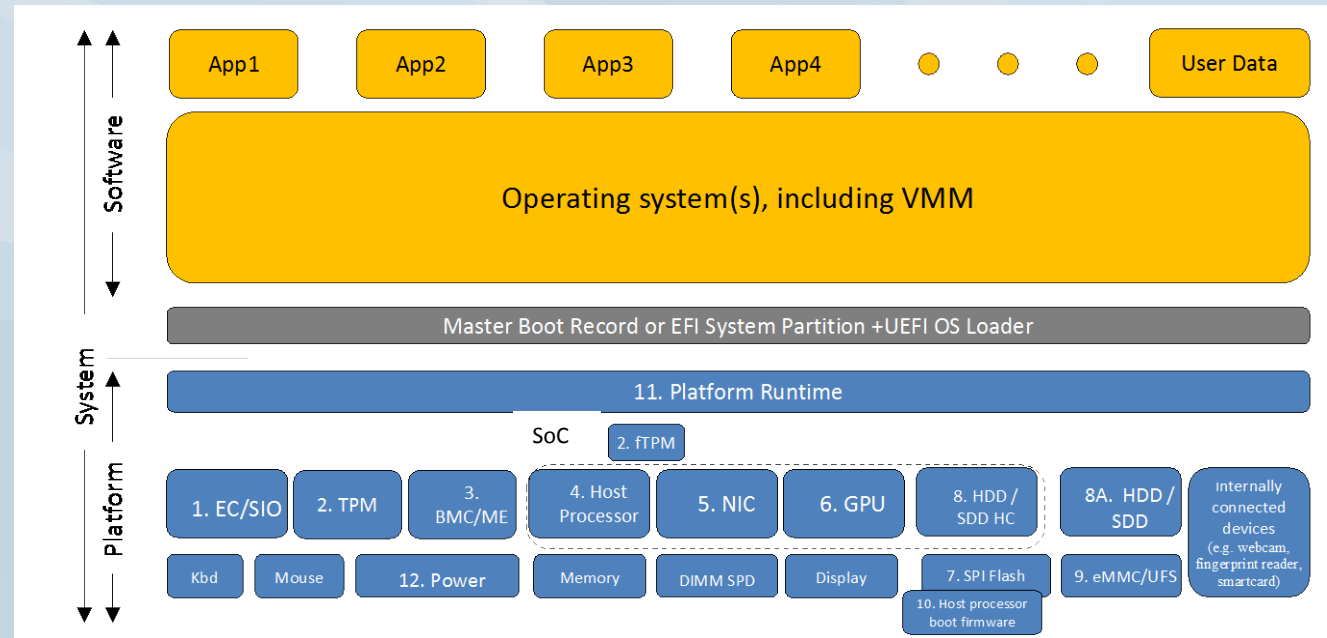 App1
App2
App3
App4
User Data
Software
Operating system(s), including VMM
Master Boot Record or EFI System Partition +UEFI OS Loader
System
11. Platform Runtime
SoC
2. fTPM
Platform
1. EC/SIO
2. TPM
3.
BMC/ME
4. Host
Processor
5. NIC
6. GPU
8. HDD /
SDD HC
8A. HDD /
SDD
Internally
connected
devices
(e.g. webcam,
fingerprint reader,
smartcard)
Kbd
Mouse
12. Power
Memory
DIMM SPD
Display
7. SPI Flash
9. eMMC/UFS
10. Host processor
boot firmware